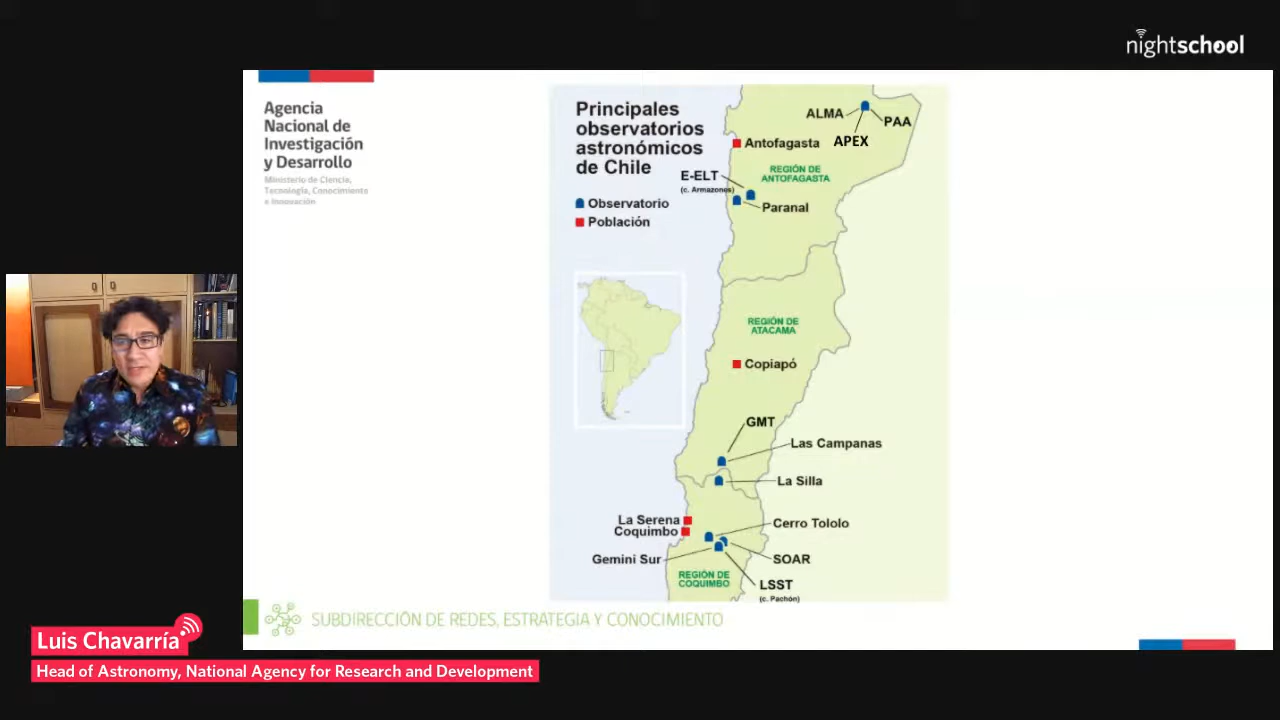 nightschool
Agencia
Nacional de
Investigación
y Desarrollo
Ministerio de Ciencia,
Tecnología, Conocimiento
e Innovación
Principales
observatorios
astronómicos
de Chile
Observatorio
Población
ALMA
PAA
APEX
Antofagasta
REGIÓN DE
ANTOFAGASTA
E-ELT
(c. Armazones)
Paranal
REGIÓN DE
ATACAMA
Copiapó
GMT
Las Campanas
La Silla
La Serena
Coquimbo
Cerro Tololo
Gemini Sur
SOAR
REGIÓN DE
COQUIMBO
LSST
(c. Pachón)
SUBDIRECCIÓN DE REDES, ESTRATEGIA Y CONOCIMIENTO
Luis Chavarría
Head of Astronomy, National Agency for Research and Development